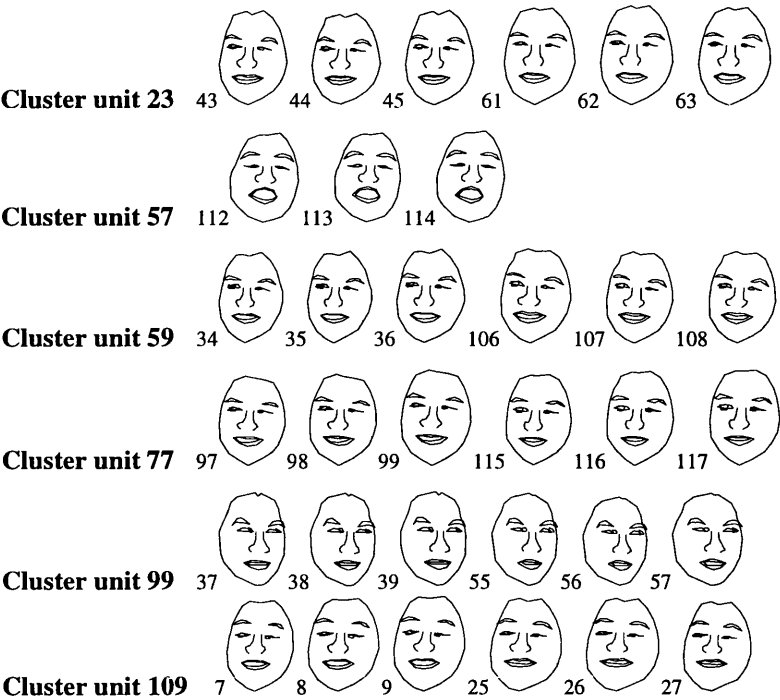 Cluster unit 23 43 44 45 61 62 63
Cluster unit 57 112 113 114
Cluster unit 59 34 35 36 106 107 108
Cluster unit 77 97 98 99 115 116 117
Cluster unit 99 37 38 39 55 56 57
Cluster unit 109 7 8 9 25 26 27